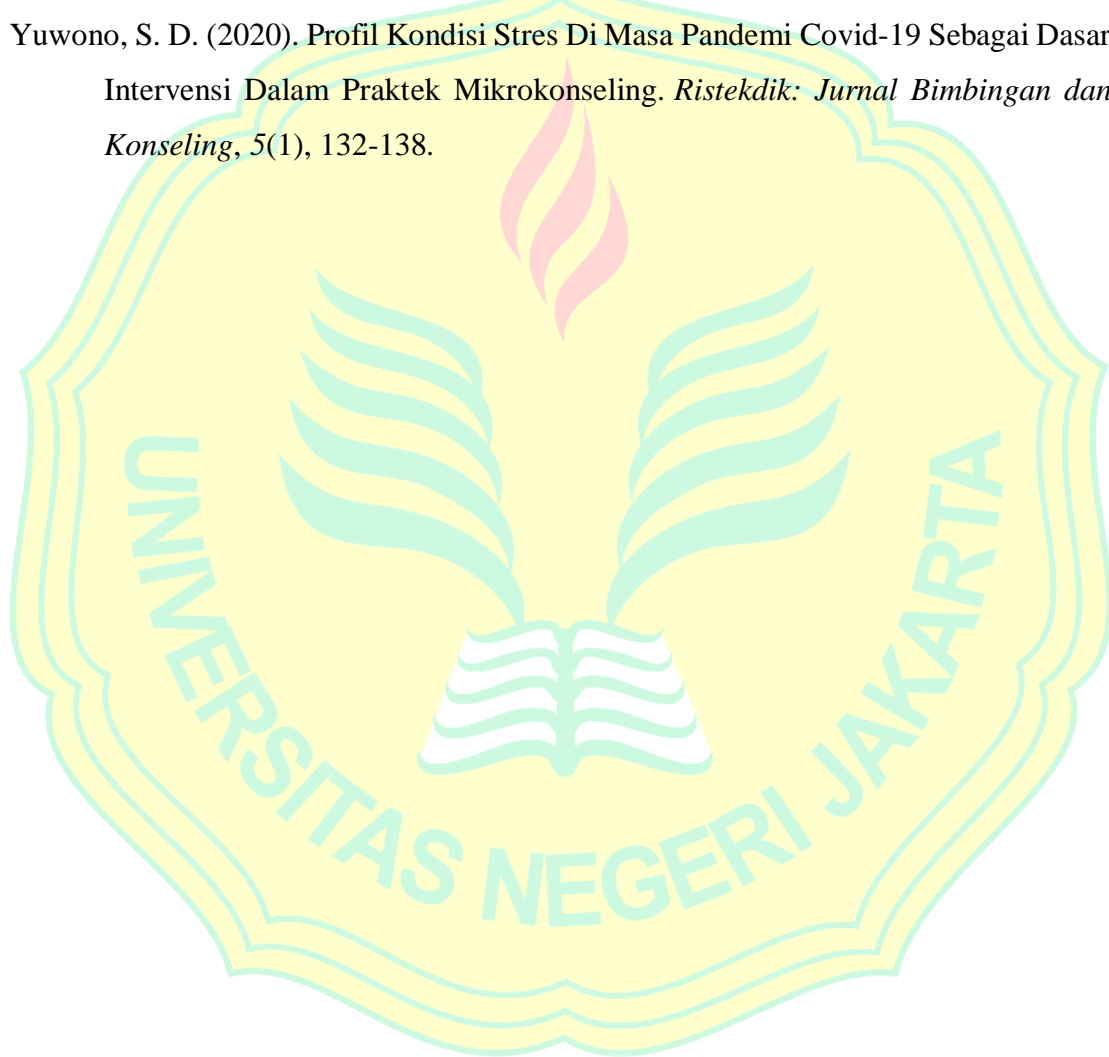 Yuwono, S. D. (2020). Profil Kondisi Stres Di Masa Pandemi Covid-19 Sebagai Dasar
Intervensi Dalam Praktek Mikrokonseling. Ristekdik: Jurnal Bimbingan dan
Konseling, 5(1), 132-138.
UNIVERSITAS NEGERI JAKARTA